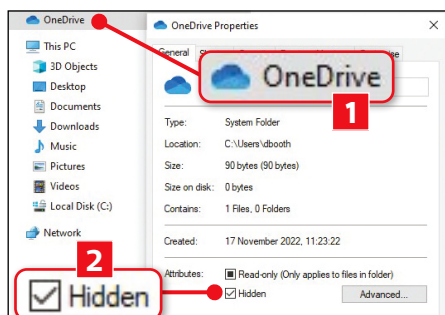 OneDrive
This PC
3D Objects
Desktop
Documents
Downloads
Music
Pictures
Videos
Local Disk (C:)
Network
OneDrive Properties
General
OneDrive
1
Type: System Folder
Location: C:\Users\dbooth
Size: 90 bytes (90 bytes)
Size on disk: 0 bytes
Contains: 1 Files, 0 Folders
Created: 17 November 2022, 11:23:22
Attributes: Read-only (Only applies to files in folder)
Hidden
Advanced...
2
Hidden